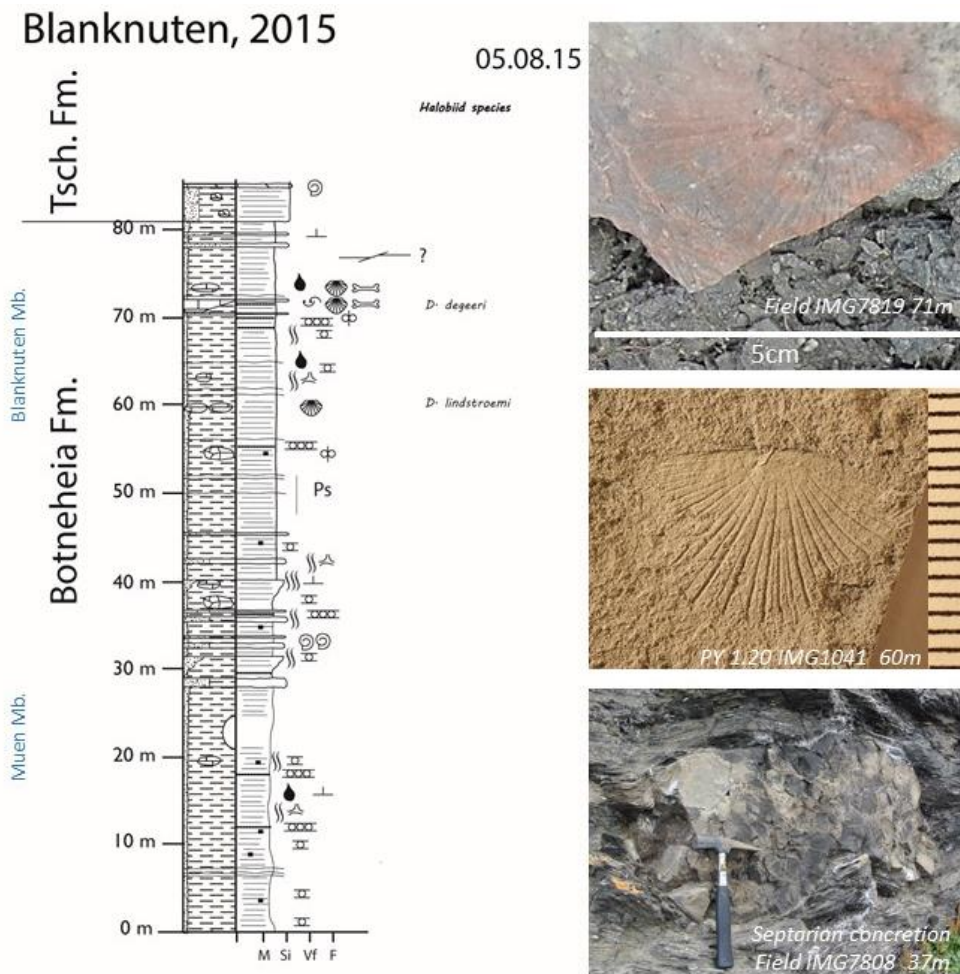 Blanknuten, 2015
05.08.15
Halobiid species
Tsch. Fm.
80 m
?
Blanknuten Mb.
D. degeeri
70 m
60 m
D. lindstroemi
Botneheia Fm.
50 m
Ps
40 m
30 m
Muen Mb.
20 m
10 m
0 m
M Si Vf F
Field IMG7819 71m
5cm
PY 1.20 IMG1041 60m
Septarian concretion
Field IMG7808 37m